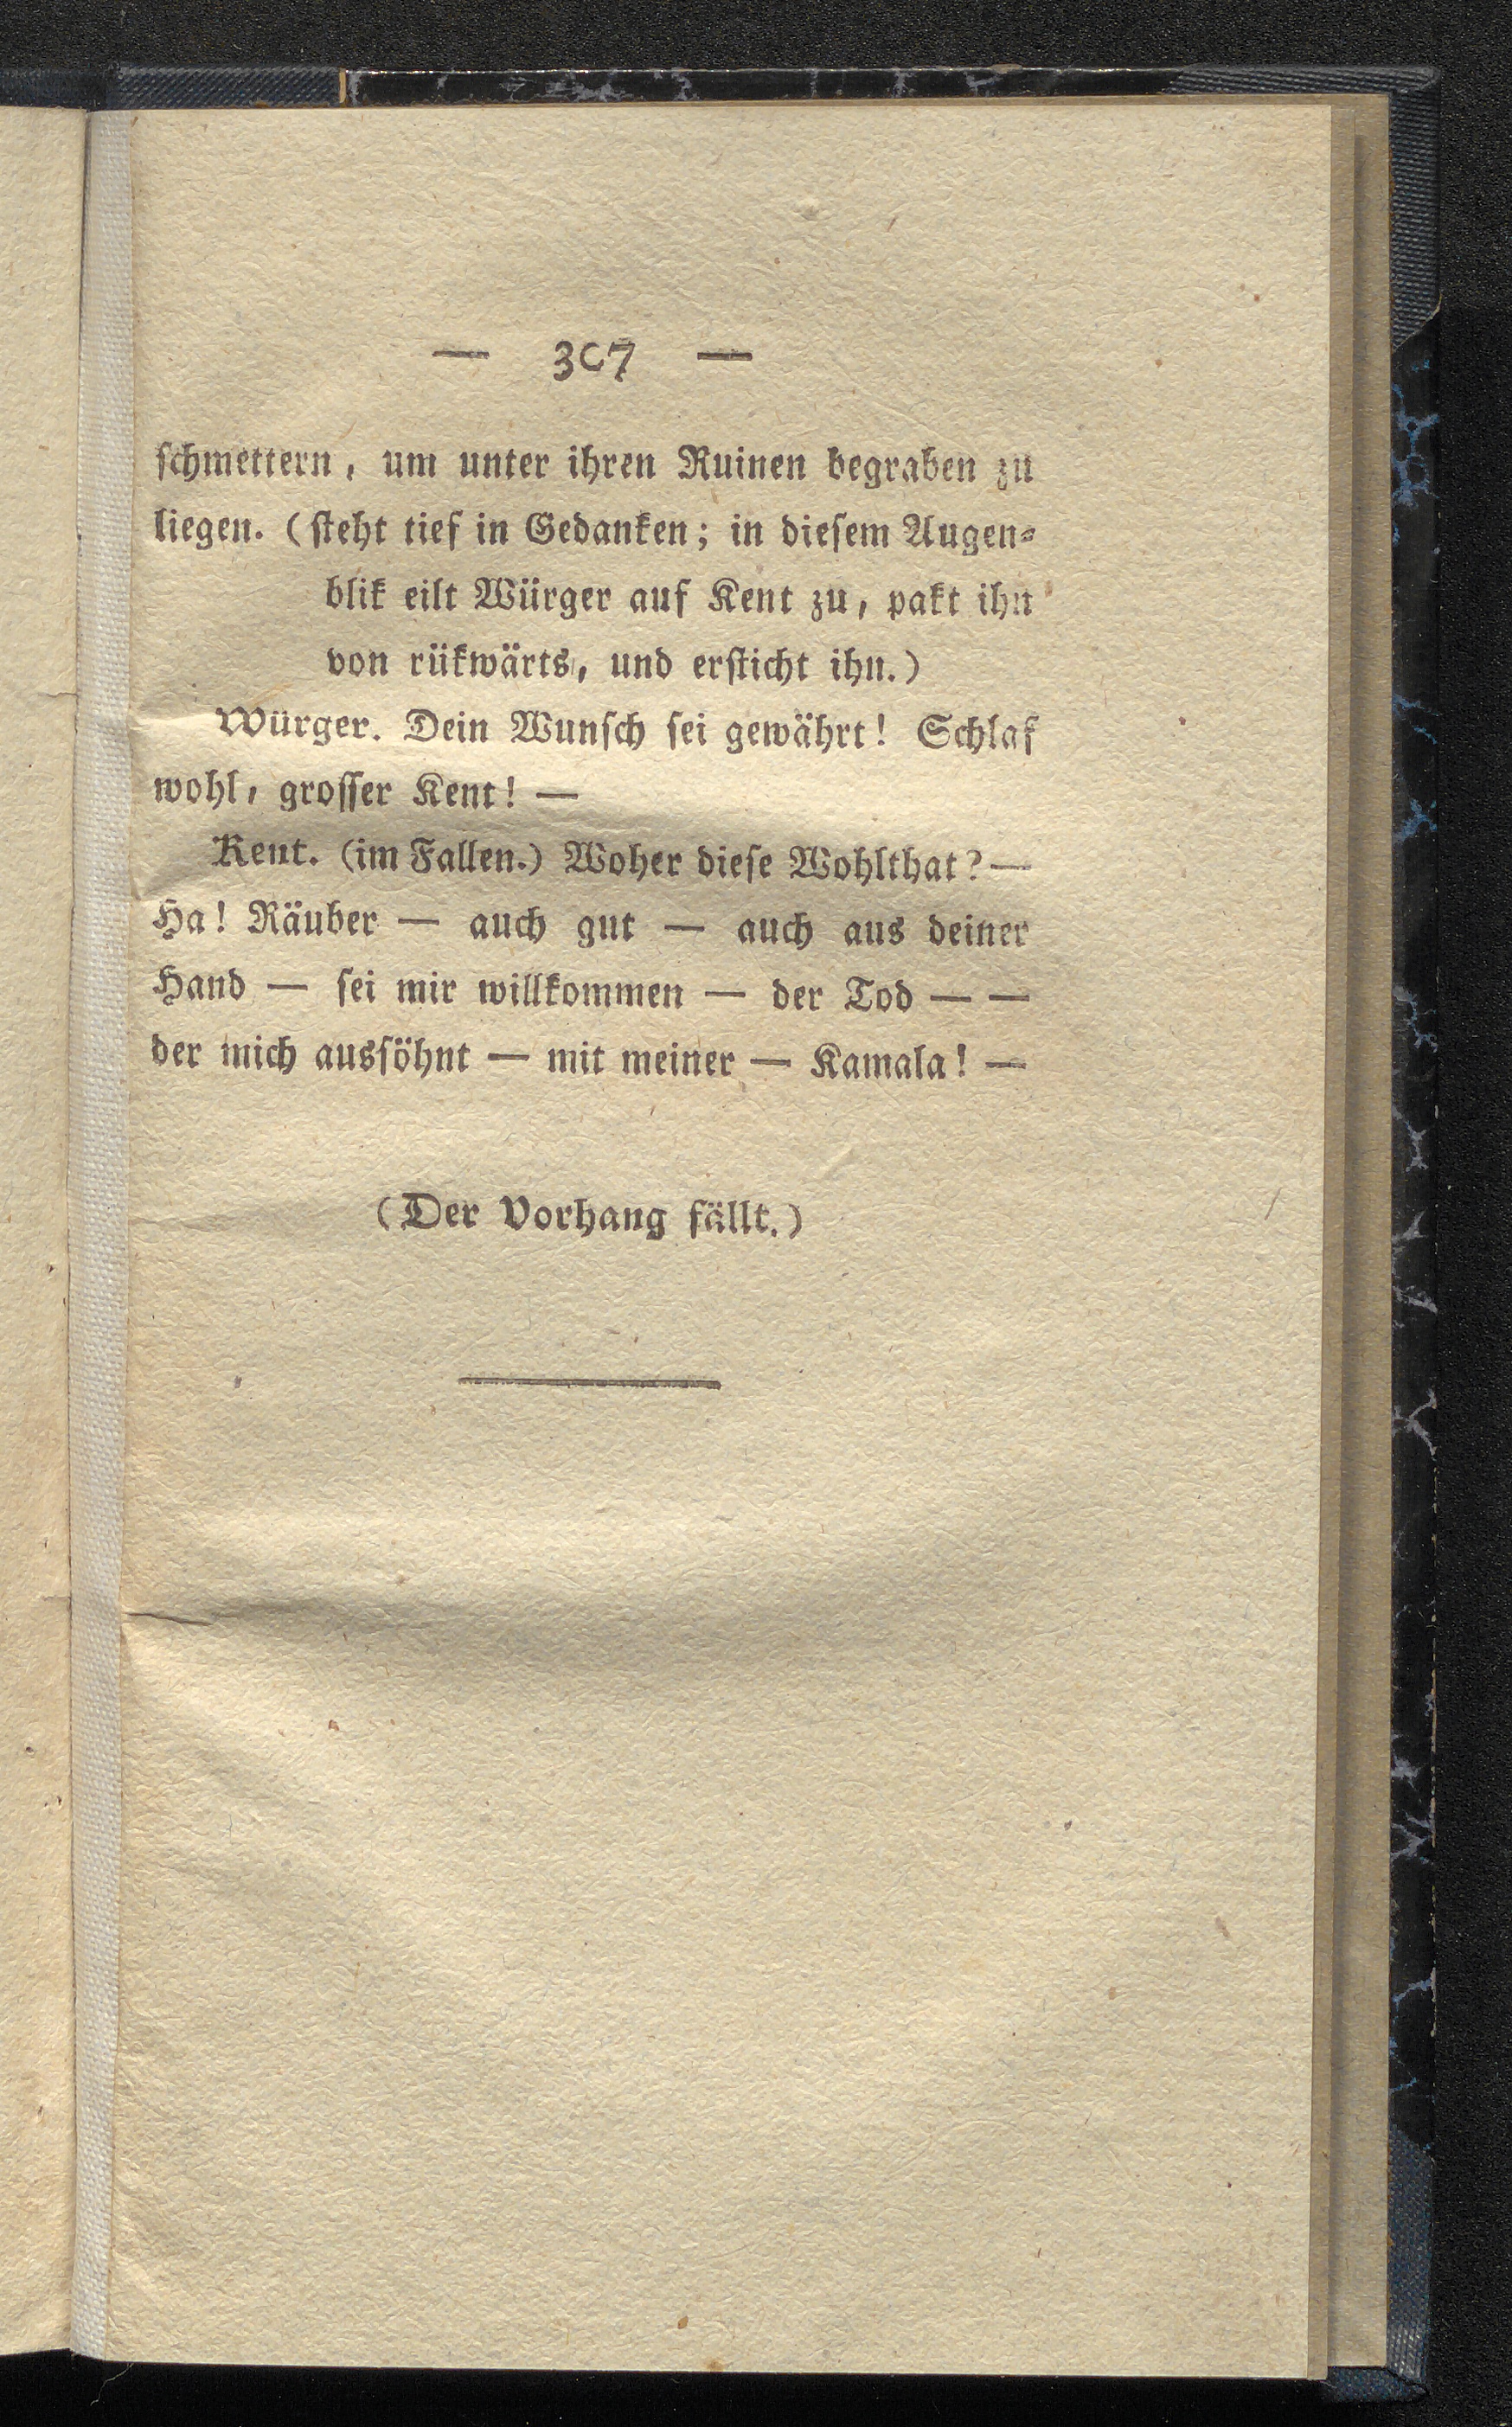 — 307 —
schmettern, um unter ihren Ruinen begraben zu
liegen. (steht tief in Gedanken; in diesem Augen-
blik eilt Würger auf Kent zu, pakt ihn
von rükwärts, und ersticht ihn.)
Würger. Dein Wunsch sei gewährt! Schlaf
wohl, grosser Kent! —
Kent. (im Fallen.) Woher diese Wohlthat? —
Ha! Räuber — auch gut — auch aus deiner
Hand — sei mir willkommen — der Tod — —
der mich aussöhnt — mit meiner — Kamala! —
(Der Vorhang fällt.)